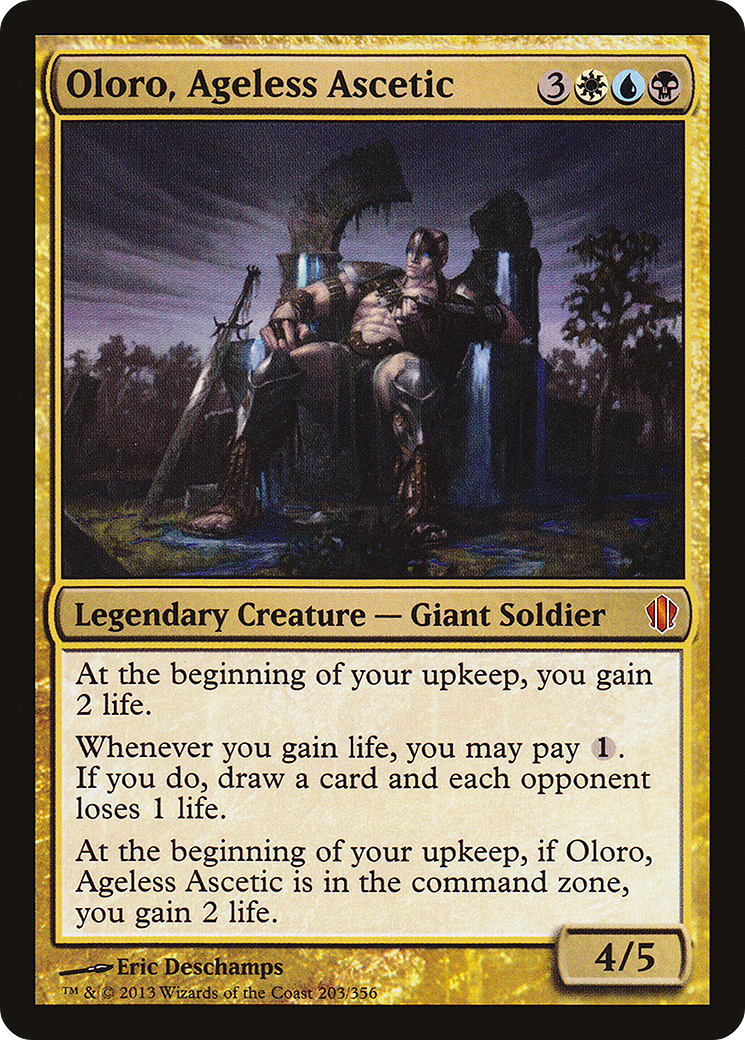 Oloro, Ageless Ascetic 3
Legendary Creature — Giant Soldier
At the beginning of your upkeep, you gain
2 life.
Whenever you gain life, you may pay 1.
If you do, draw a card and each opponent
loses 1 life.
At the beginning of your upkeep, if Oloro,
Ageless Ascetic is in the command zone,
you gain 2 life.
4/5
Eric Deschamps
™ & © 2013 Wizards of the Coast 203/356